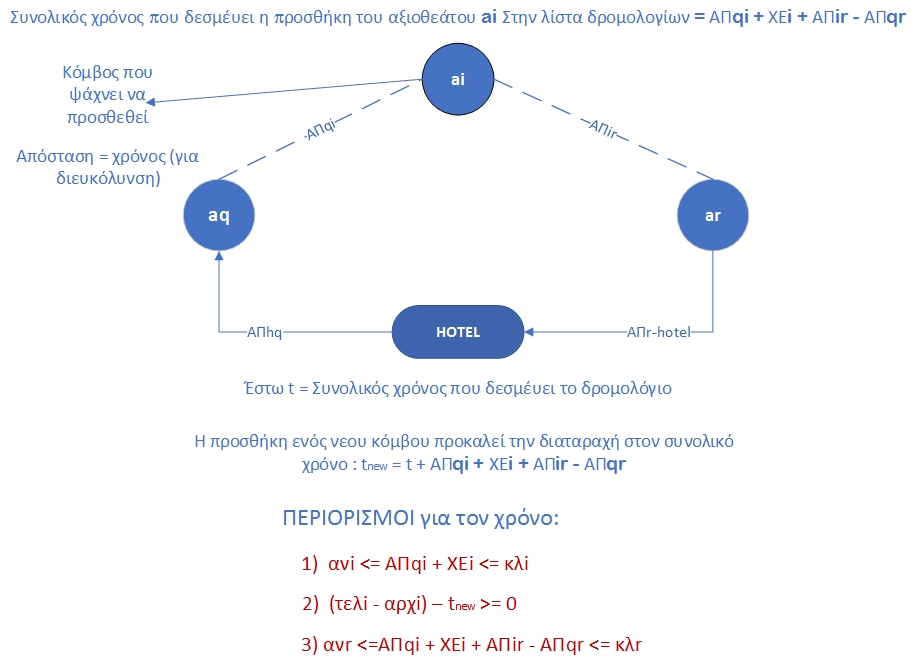 Συνολικός χρόνος που δεσμέυει η προσθήκη του αξιοθεάτου ai Στην λίστα δρομολογίων = ΑΠqi + ΧΕi + ΑΠir - ΑΠqr
Κόμβος που
ψάχνει να
προσθεθεί
ai
ΑΠqi
ΑΠir
Απόσταση = χρόνος (για
διευκόλυνση)
aq
ar
ΑΠhq
HOTEL
ΑΠr-hotel
Έστω t = Συνολικός χρόνος που δεσμέυει το δρομολόγιο
Η προσθήκη ενός νεου κόμβου προκαλεί την διαταραχή στον συνολικό
χρόνο : tnew = t + ΑΠqi + ΧΕi + ΑΠir - ΑΠqr
ΠΕΡΙΟΡΙΣΜΟΙ για τον χρόνο:
1) ανi <= ΑΠqi + ΧΕi <= κλi
2) (τελi - αρχi) – tnew >= 0
3) ανr <=ΑΠqi + ΧΕi + ΑΠir - ΑΠqr <= κλr